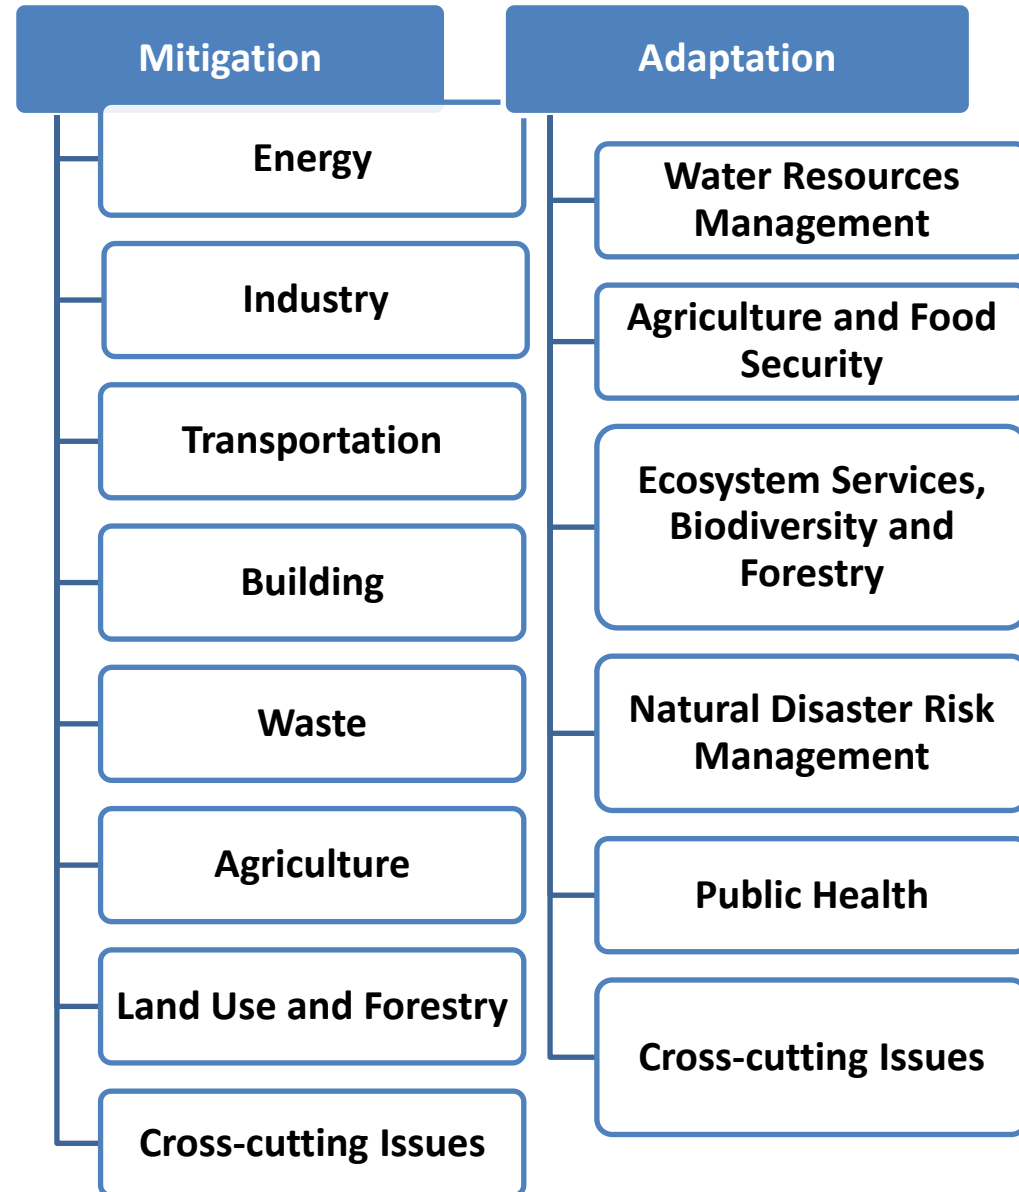 Mitigation
Energy
Industry
Transportation
Building
Waste
Agriculture
Land Use and Forestry
Cross-cutting Issues
Adaptation
Water Resources
Management
Agriculture and Food
Security
Ecosystem Services,
Biodiversity and
Forestry
Natural Disaster Risk
Management
Public Health
Cross-cutting Issues